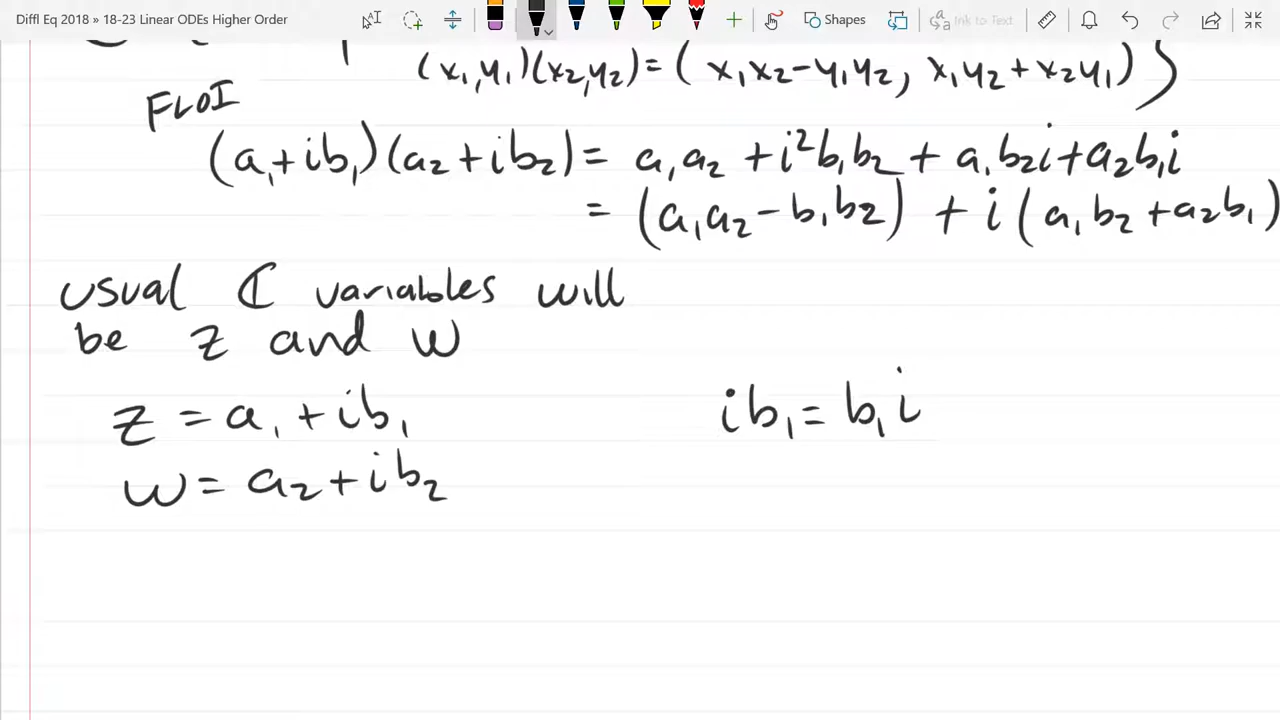 Diffl Eq 2018 » 18-23 Linear ODEs Higher Order
Shapes
Ink to Text
(x₁,y₁)(x₂,y₂)=( x₁x₂-y₁y₂, x₁y₂+x₂y₁)}
FLOI
(a₁+ib₁)(a₂+ib₂)= a₁a₂ +i²b₁b₂ + a₁b₂i+a₂b₁i
= (a₁a₂-b₁b₂) + i(a₁b₂+a₂b₁)
usual ℂ variables will
be z and w
z = a₁+ib₁
ib₁= b₁i
w= a₂+ib₂